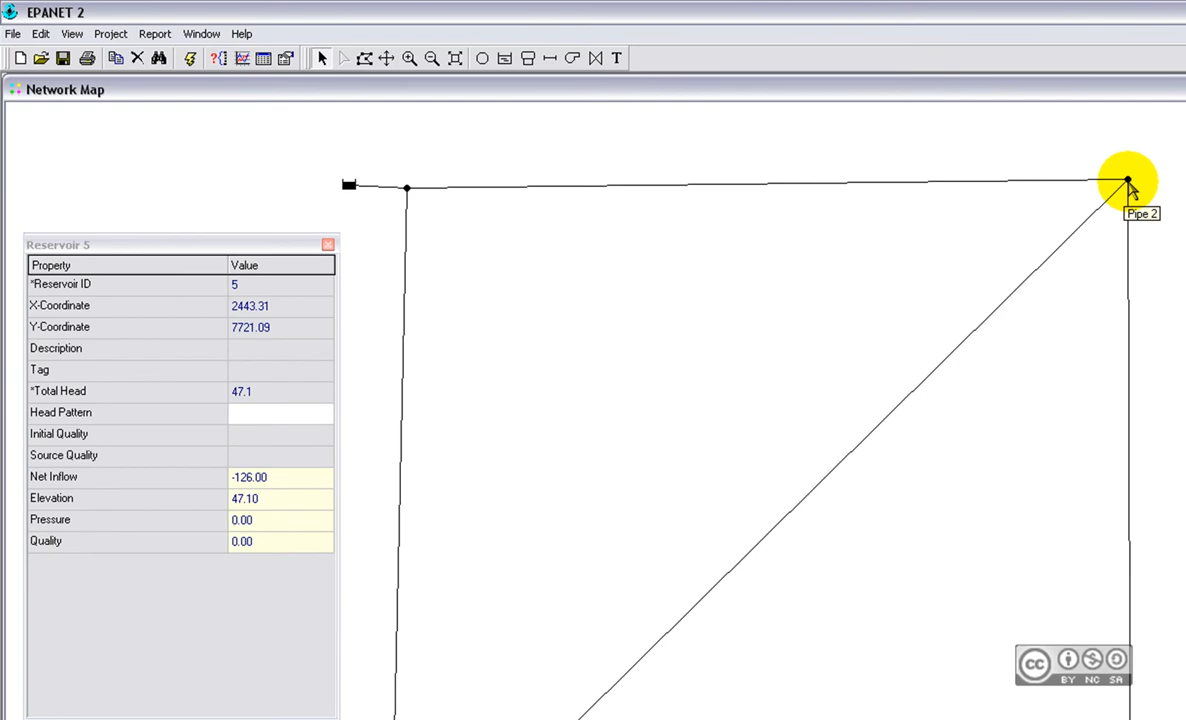 EPANET 2
File Edit View Project Report Window Help
T
Network Map
Pipe 2
Reservoir 5
Property Value
*Reservoir ID 5
X-Coordinate 2443.31
Y-Coordinate 7721.09
Description
Tag
*Total Head 47.1
Head Pattern
Initial Quality
Source Quality
Net Inflow -126.00
Elevation 47.10
Pressure 0.00
Quality 0.00
cc
BY NC SA